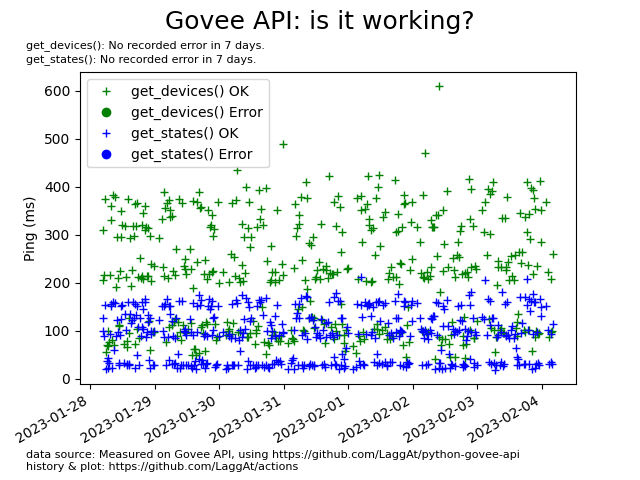 Govee API: is it working?
get_devices(): No recorded error in 7 days.
get_states(): No recorded error in 7 days.
get_devices() OK
get_devices() Error
get_states() OK
get_states() Error
Ping (ms)
600
500
400
300
200
100
0
2023-01-28
2023-01-29
2023-01-30
2023-01-31
2023-02-01
2023-02-02
2023-02-03
2023-02-04
data source: Measured on Govee API, using https://github.com/LaggAt/python-govee-api
history & plot: https://github.com/LaggAt/actions